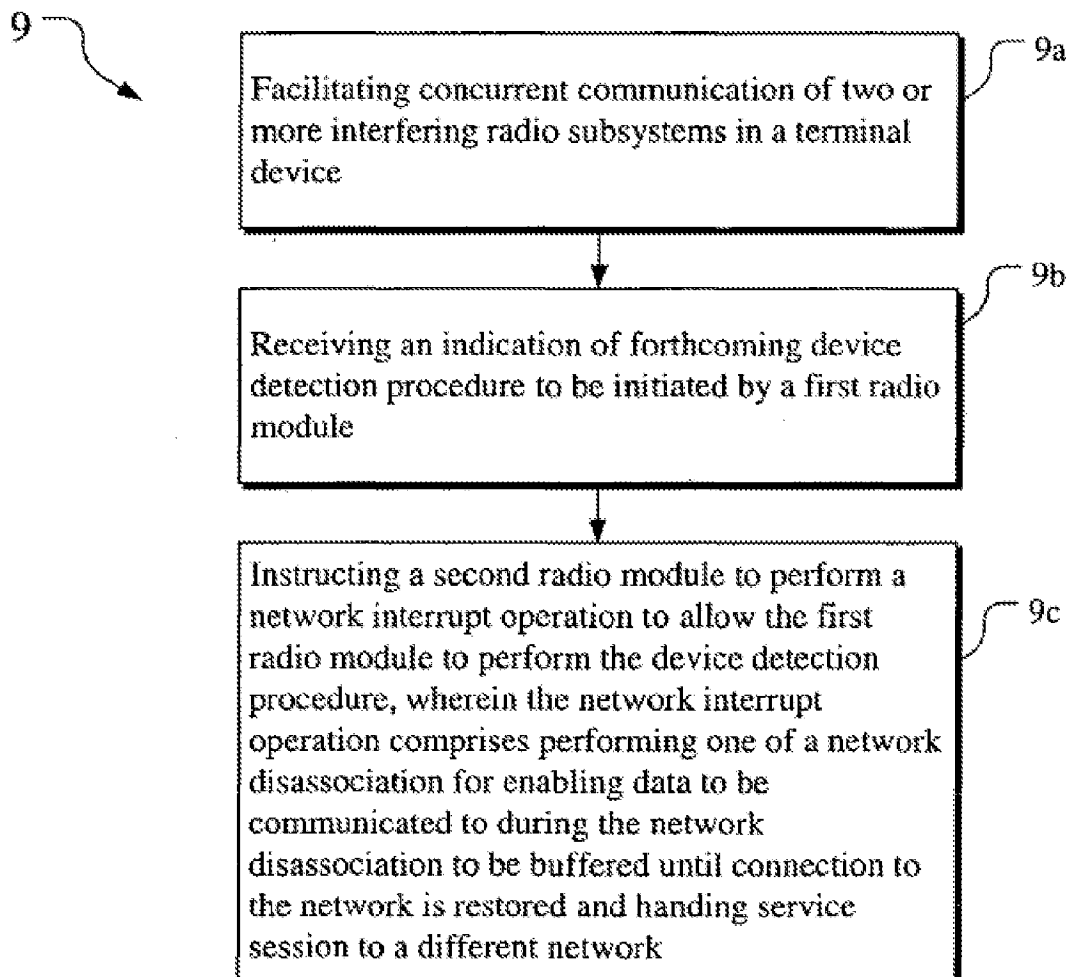 9
9a
Facilitating concurrent communication of two or
more interfering radio subsystems in a terminal
device
9b
Receiving an indication of forthcoming device
detection procedure to be initiated by a first radio
module
9c
Instructing a second radio module to perform a
network interrupt operation to allow the first
radio module to perform the device detection
procedure, wherein the network interrupt
operation comprises performing one of a network
disassociation for enabling data to be
communicated to during the network
disassociation to be buffered until connection to
the network is restored and handing service
session to a different network